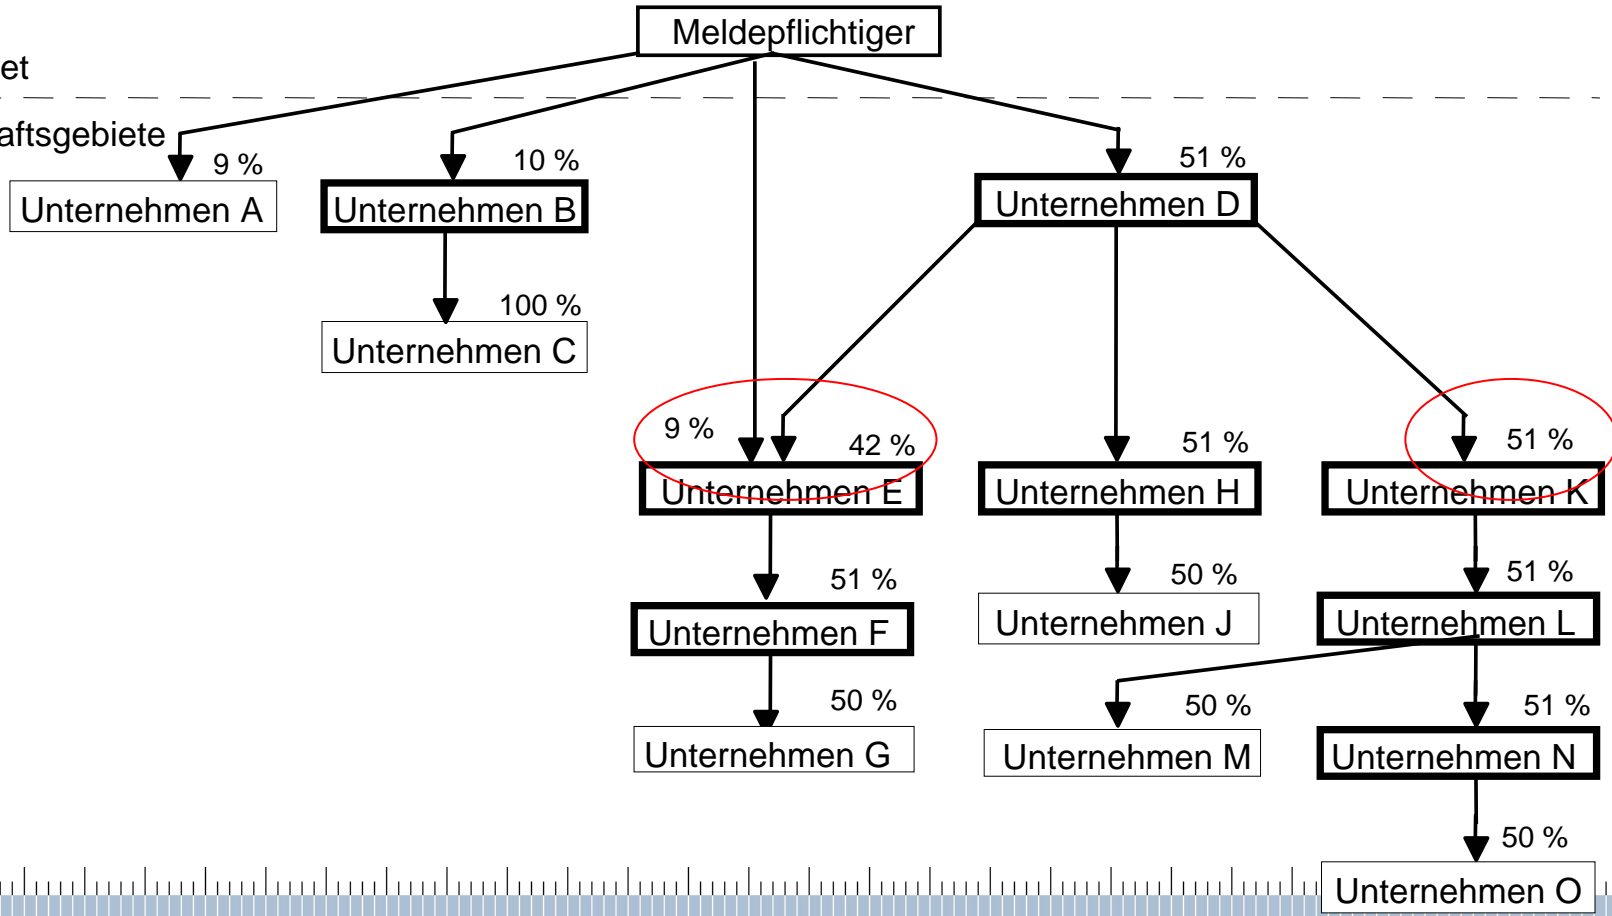 Meldepflichtiger
et
aftsgebiete
9 %
10 %
51 %
Unternehmen A
Unternehmen B
Unternehmen D
100 %
Unternehmen C
9 %
42 %
51 %
51 %
Unternehmen E
Unternehmen H
Unternehmen K
51 %
50 %
51 %
Unternehmen F
Unternehmen J
Unternehmen L
50 %
50 %
51 %
Unternehmen G
Unternehmen M
Unternehmen N
50 %
Unternehmen O